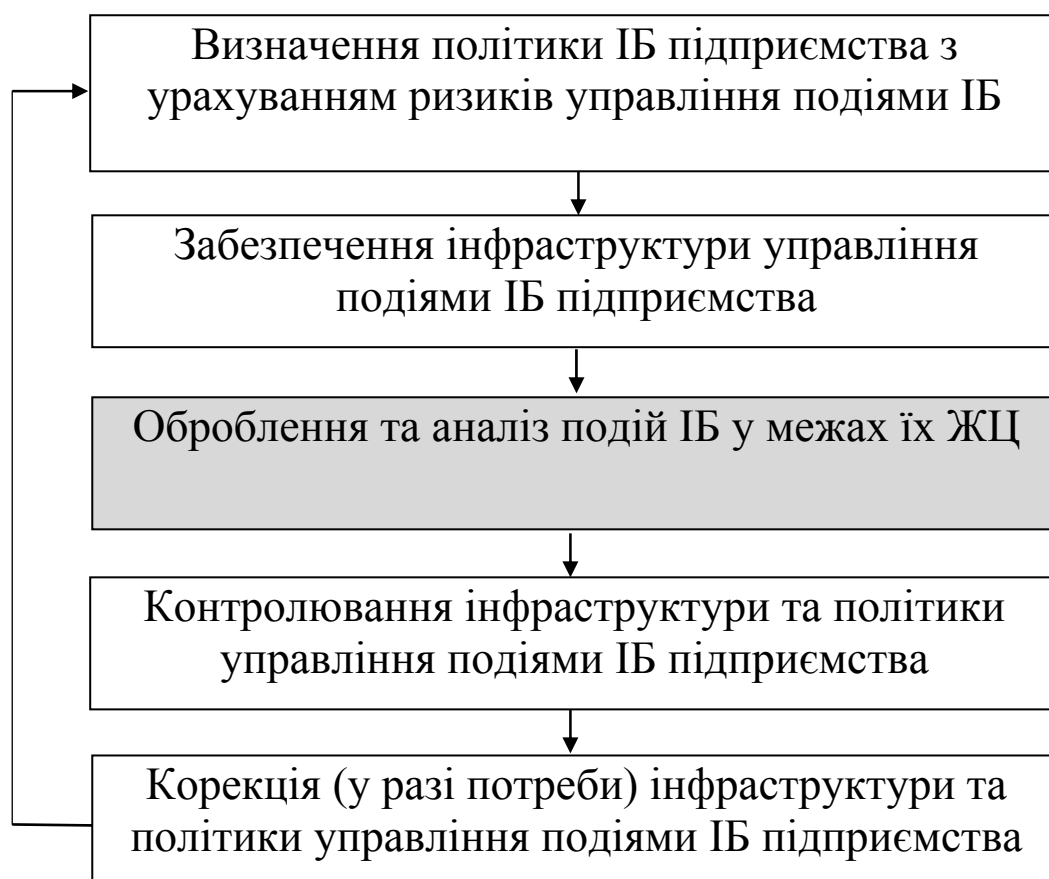 Визначення політики ІБ підприємства з
урахуванням ризиків управління подіями ІБ
Забезпечення інфраструктури управління
подіями ІБ підприємства
Оброблення та аналіз подій ІБ у межах їх ЖЦ
Контролювання інфраструктури та політики
управління подіями ІБ підприємства
Корекція (у разі потреби) інфраструктури та
політики управління подіями ІБ підприємства